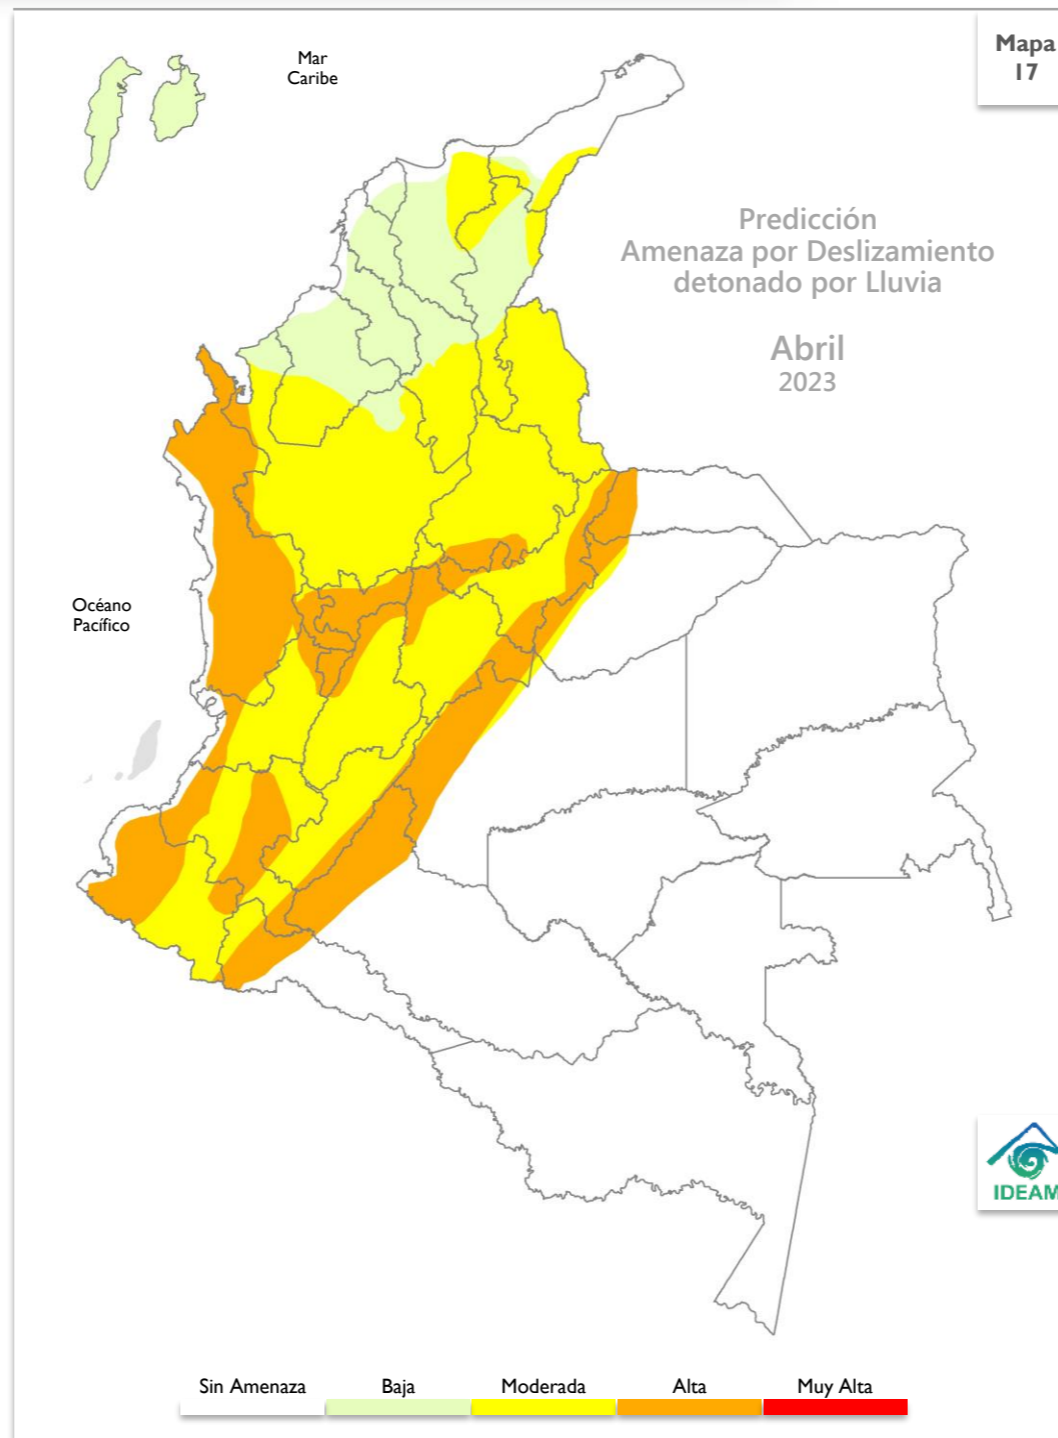 Mapa
17
Mar
Caribe
Predicción
Amenaza por Deslizamiento
detonado por Lluvia
Abril
2023
Océano
Pacífico
IDEAM
Sin Amenaza
Baja
Moderada
Alta
Muy Alta